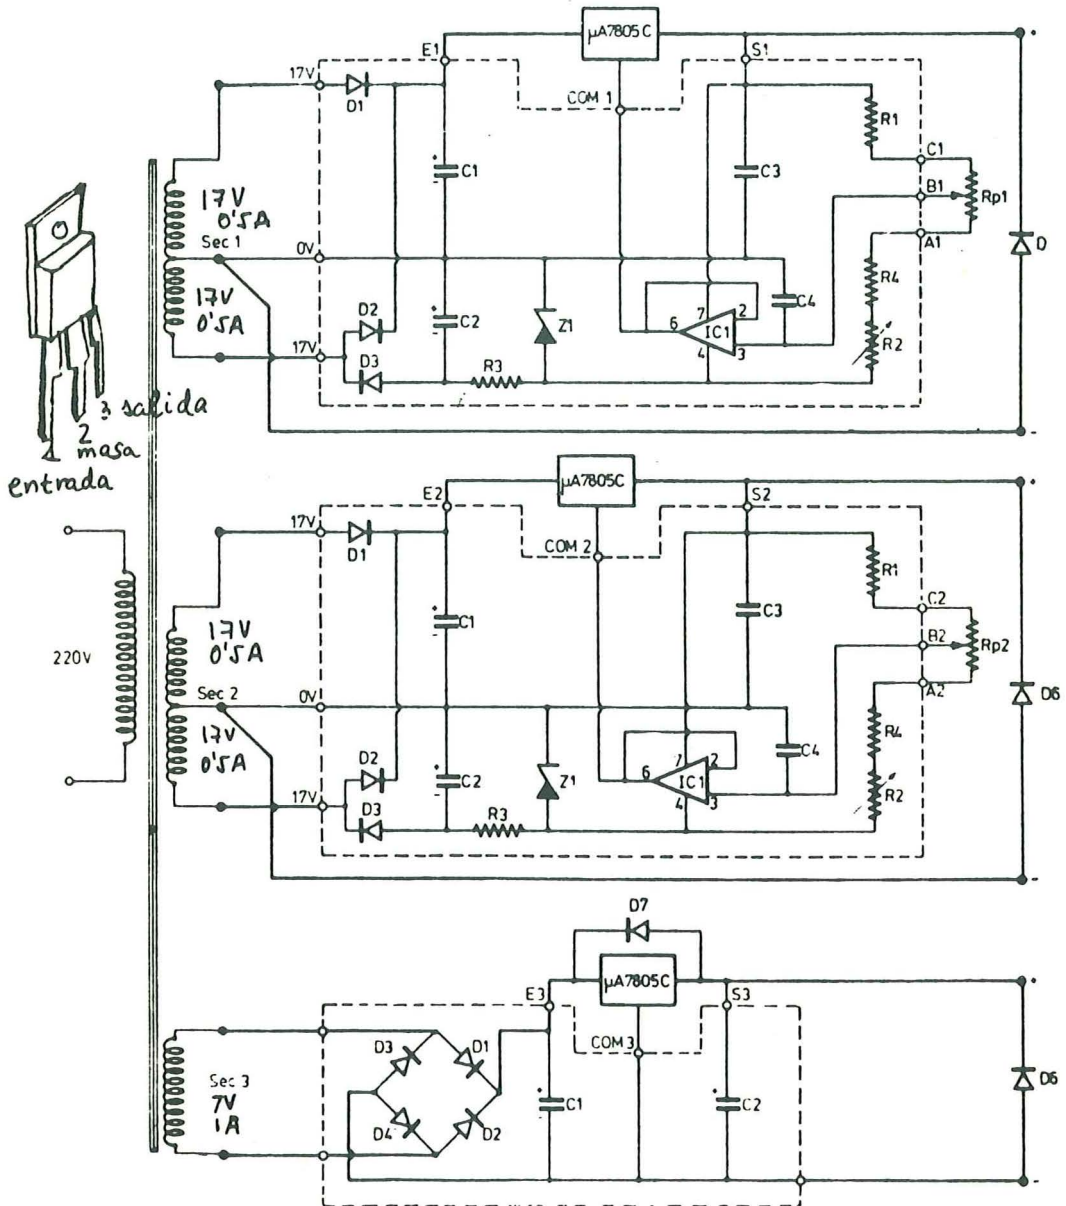 µA7805C
E1
S1
17V
D1
COM 1
R1
C1
C1
C3
B1
Rp1
17V
0'5A
Sec 1
0V
A1
D
17V
0'5A
D2
C2
Z1
C4
R4
7
2
6
IC1
4
3
17V
D3
R3
R2
3 salida
2
masa
1
entrada
µA7805C
E2
S2
17V
D1
COM 2
R1
C1
C3
C2
B2
Rp2
220V
17V
0'5A
Sec 2
0V
A2
D6
17V
0'5A
D2
C2
Z1
C4
R4
7
2
6
IC1
4
3
17V
D3
R3
R2
D7
µA7805C
E3
S3
COM 3
D3
D1
Sec 3
7V
1A
D4
D2
C1
C2
D6
+
-
+
-
+
-